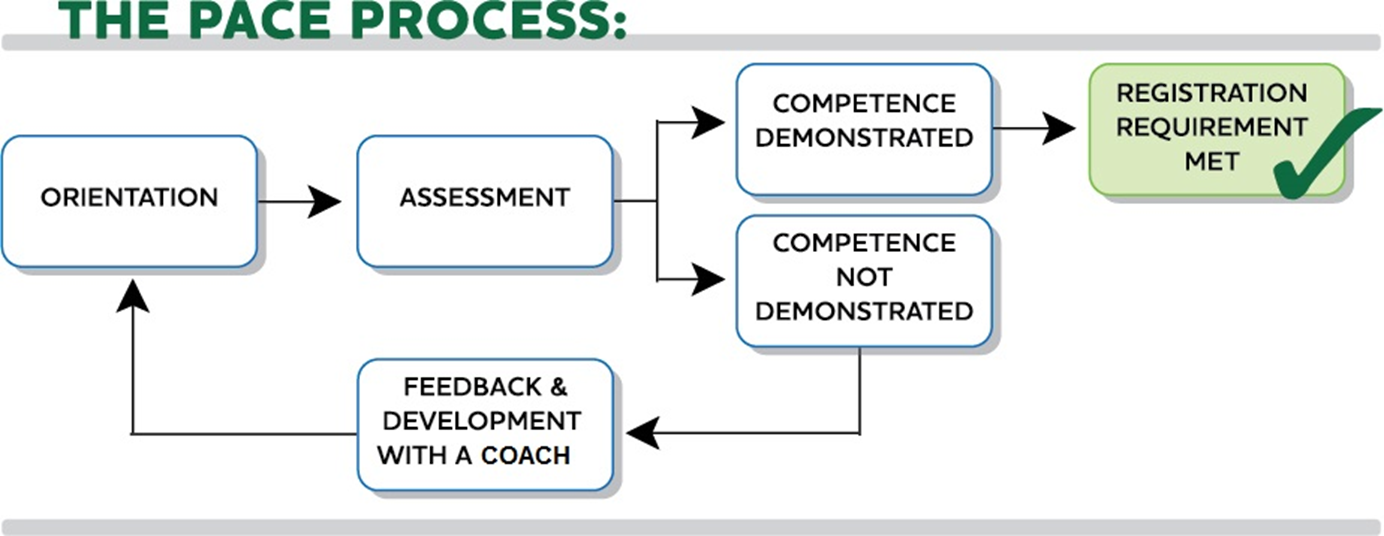 THE PACE PROCESS:
ORIENTATION
ASSESSMENT
COMPETENCE
DEMONSTRATED
REGISTRATION
REQUIREMENT
MET
COMPETENCE
NOT
DEMONSTRATED
FEEDBACK &
DEVELOPMENT
WITH A COACH